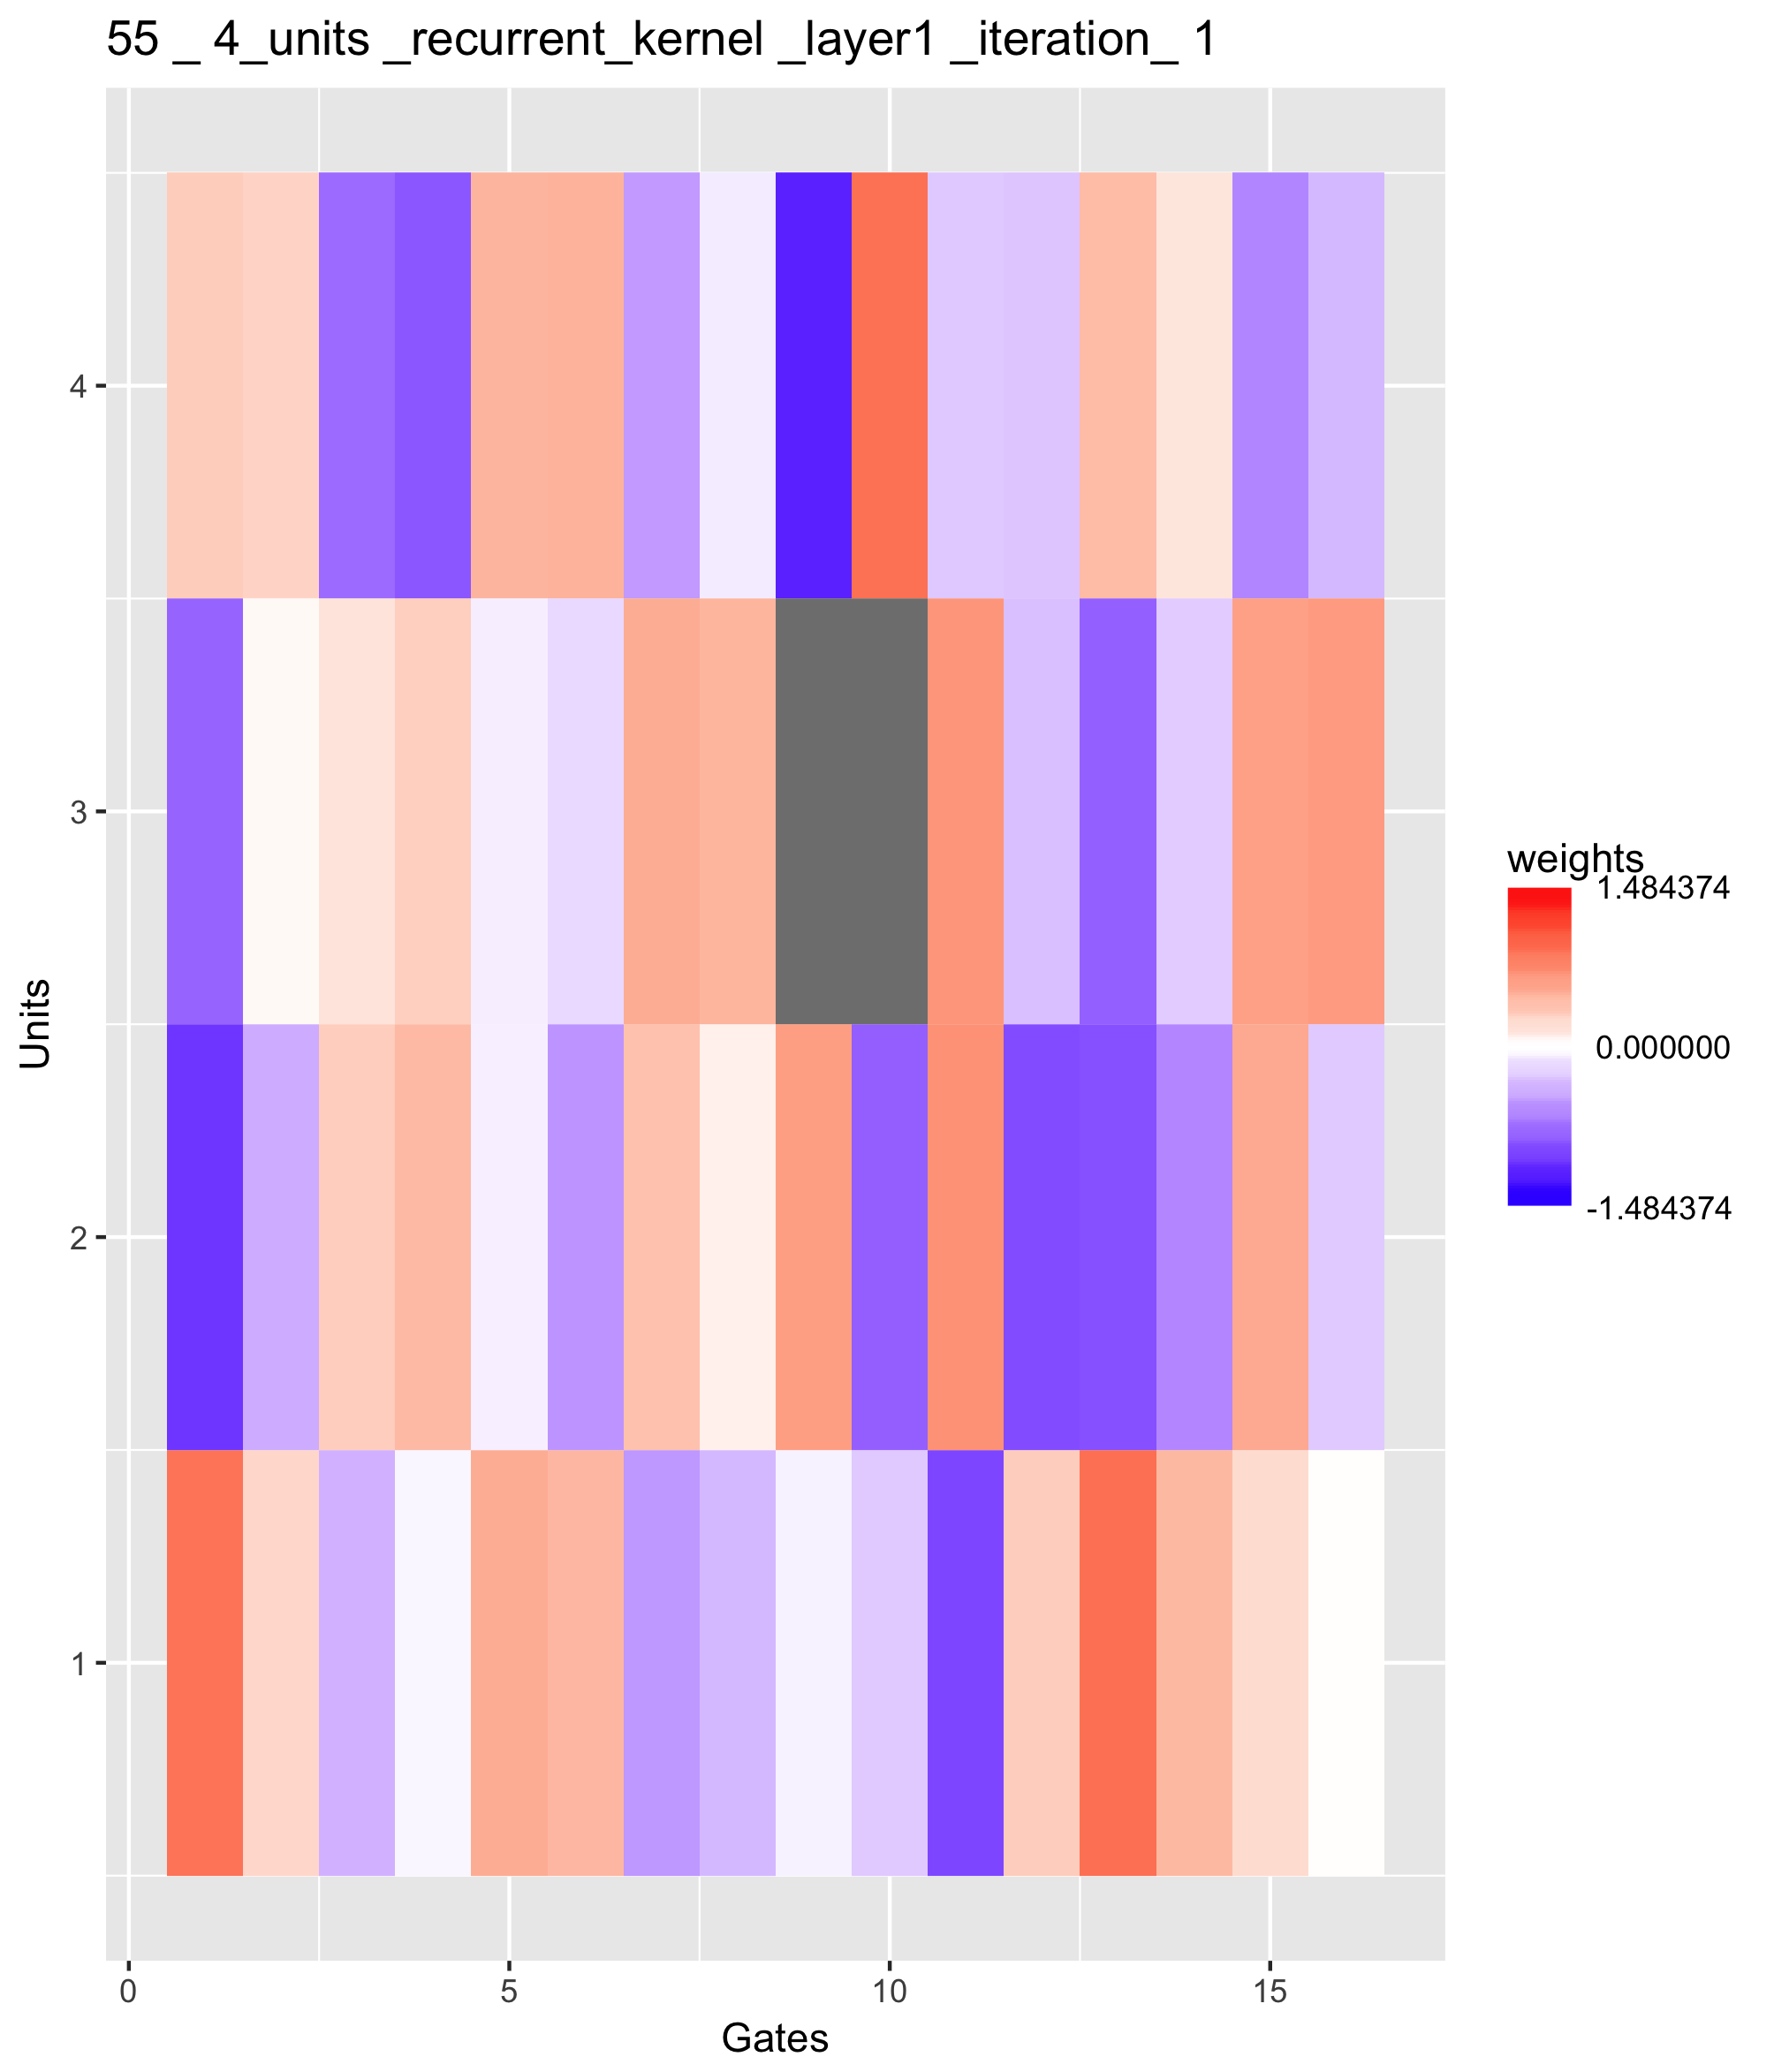 55 _ 4_units _recurrent_kernel _layer1 _iteration_ 1
4
3
2
1
Units
0 5 10 15
Gates
weights
1.484374
0.000000
-1.484374